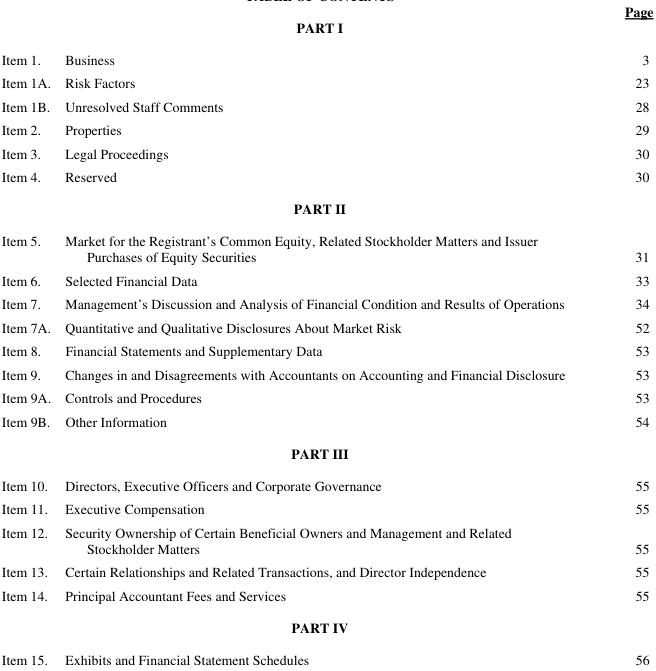 Page
PART I
Item 1. Business 3
Item 1A. Risk Factors 23
Item 1B. Unresolved Staff Comments 28
Item 2. Properties 29
Item 3. Legal Proceedings 30
Item 4. Reserved 30
PART II
Item 5. Market for the Registrant’s Common Equity, Related Stockholder Matters and Issuer
Purchases of Equity Securities 31
Item 6. Selected Financial Data 33
Item 7. Management’s Discussion and Analysis of Financial Condition and Results of Operations 34
Item 7A. Quantitative and Qualitative Disclosures About Market Risk 52
Item 8. Financial Statements and Supplementary Data 53
Item 9. Changes in and Disagreements with Accountants on Accounting and Financial Disclosure 53
Item 9A. Controls and Procedures 53
Item 9B. Other Information 54
PART III
Item 10. Directors, Executive Officers and Corporate Governance 55
Item 11. Executive Compensation 55
Item 12. Security Ownership of Certain Beneficial Owners and Management and Related
Stockholder Matters 55
Item 13. Certain Relationships and Related Transactions, and Director Independence 55
Item 14. Principal Accountant Fees and Services 55
PART IV
Item 15. Exhibits and Financial Statement Schedules 56